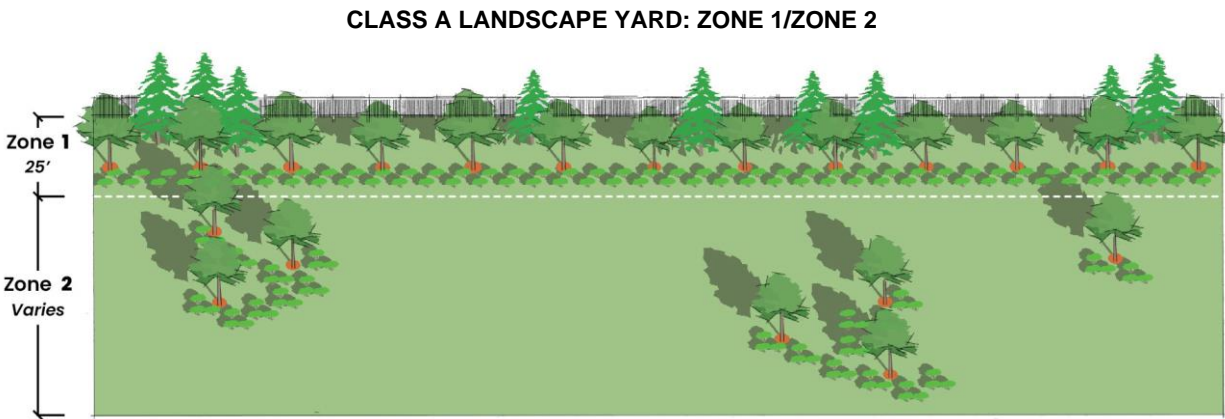 CLASS A LANDSCAPE YARD: ZONE 1/ZONE 2
Zone 1
25'
Zone 2
Varies